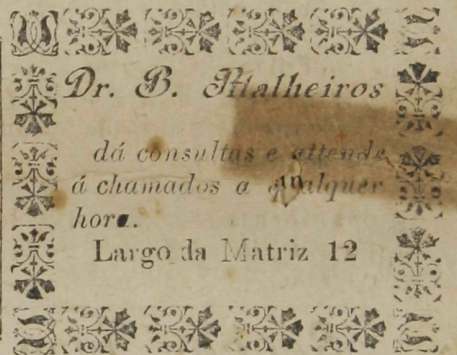 Dr. B. Malheiros
dá consultas e attende
á chamados a qualquer
hora.
Largo da Matriz 12